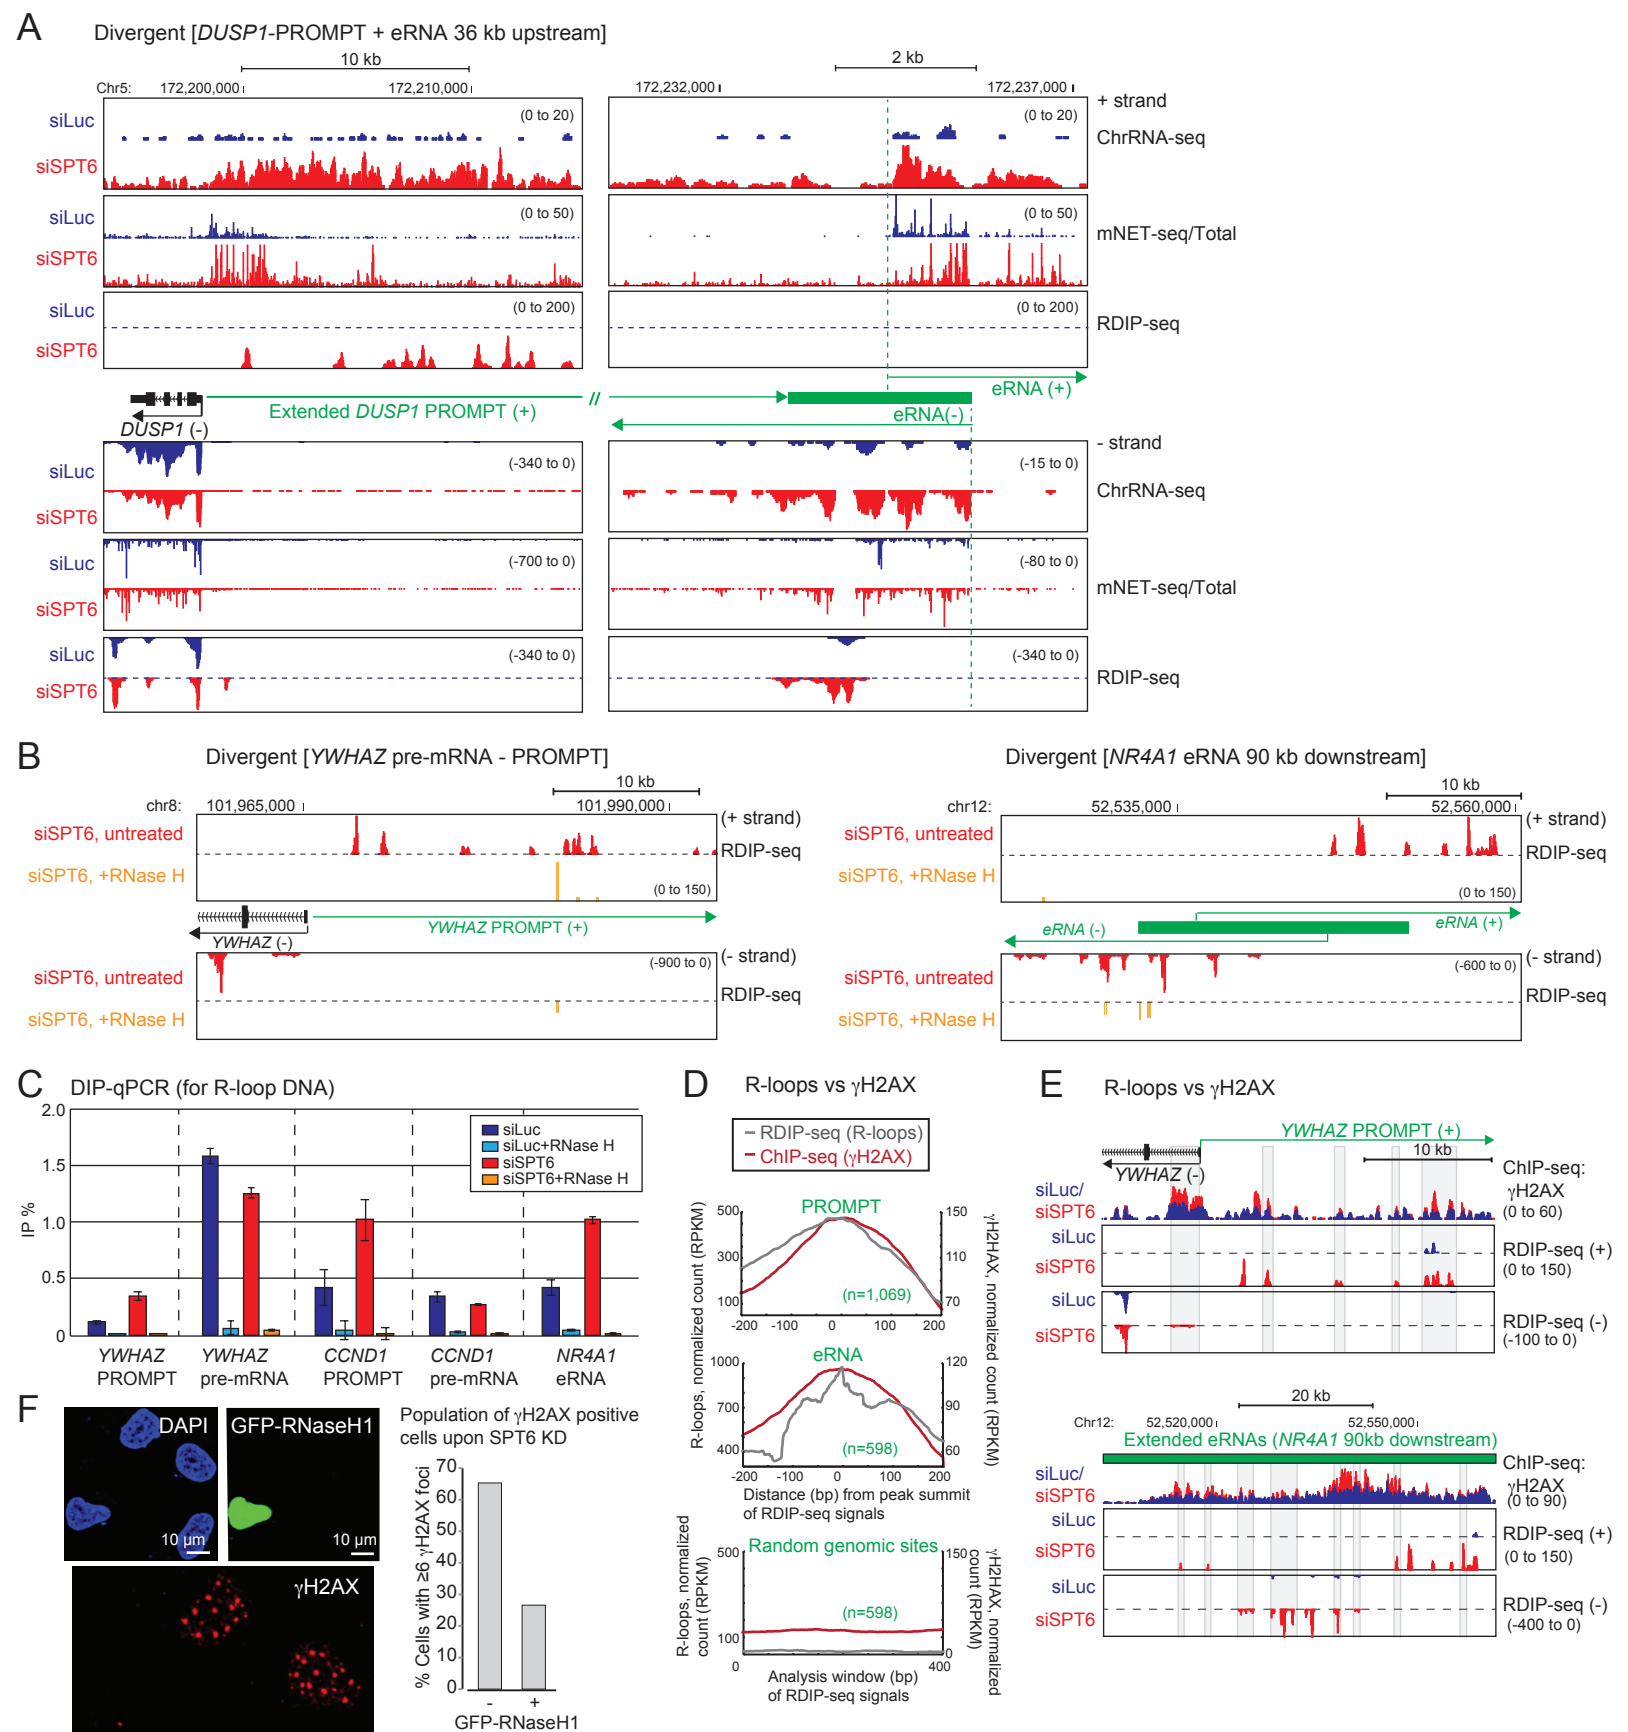 A
Divergent [DUSP1-PROMPT + eRNA 36 kb upstream]
10 kb
2 kb
Chr5:
172,200,000
172,210,000
172,232,000
172,237,000
+ strand
siLuc
(0 to 20)
(0 to 20)
ChrRNA-seq
siSPT6
siLuc
(0 to 50)
(0 to 50)
mNET-seq/Total
siSPT6
siLuc
(0 to 200)
(0 to 200)
RDIP-seq
siSPT6
eRNA (+)
Extended DUSP1 PROMPT (+)
//
eRNA(-)
DUSP1 (-)
- strand
siLuc
(-340 to 0)
(-15 to 0)
ChrRNA-seq
siSPT6
siLuc
(-700 to 0)
(-80 to 0)
mNET-seq/Total
siSPT6
siLuc
(-340 to 0)
(-340 to 0)
RDIP-seq
siSPT6
B
Divergent [YWHAZ pre-mRNA - PROMPT]
10 kb
chr8:
101,965,000
101,990,000
(+ strand)
siSPT6, untreated
RDIP-seq
siSPT6, +RNase H
(0 to 150)
YWHAZ PROMPT (+)
YWHAZ (-)
(- strand)
siSPT6, untreated
(-900 to 0)
RDIP-seq
siSPT6, +RNase H
Divergent [NR4A1 eRNA 90 kb downstream]
10 kb
chr12:
52,535,000
52,560,000
(+ strand)
siSPT6, untreated
RDIP-seq
siSPT6, +RNase H
(0 to 150)
eRNA (+)
eRNA (-)
(- strand)
siSPT6, untreated
(-600 to 0)
RDIP-seq
siSPT6, +RNase H
C
DIP-qPCR (for R-loop DNA)
IP %
2.0
1.5
1.0
0.5
0
siLuc
siLuc+RNase H
siSPT6
siSPT6+RNase H
YWHAZ
PROMPT
YWHAZ
pre-mRNA
CCND1
PROMPT
CCND1
pre-mRNA
NR4A1
eRNA
D
R-loops vs γH2AX
RDIP-seq (R-loops)
ChIP-seq (γH2AX)
PROMPT
500
300
100
150
110
70
(n=1,069)
-200
-100
0
100
200
eRNA
1000
700
400
120
90
60
(n=598)
-200
-100
0
100
200
R-loops, normalized count (RPKM)
γH2HAX, normalized count (RPKM)
Distance (bp) from peak summit
of RDIP-seq signals
Random genomic sites
500
100
150
0
(n=598)
0
400
R-loops, normalized
count (RPKM)
γH2HAX, normalized
count (RPKM)
Analysis window (bp)
of RDIP-seq signals
E
R-loops vs γH2AX
YWHAZ PROMPT (+)
10 kb
YWHAZ (-)
ChIP-seq:
γH2AX
(0 to 60)
siLuc/
siSPT6
siLuc
RDIP-seq (+)
(0 to 150)
siSPT6
siLuc
RDIP-seq (-)
(-100 to 0)
siSPT6
20 kb
Chr12:
52,520,000
52,550,000
Extended eRNAs (NR4A1 90kb downstream)
ChIP-seq:
γH2AX
(0 to 90)
siLuc/
siSPT6
siLuc
RDIP-seq (+)
(0 to 150)
siSPT6
siLuc
RDIP-seq (-)
(-400 to 0)
siSPT6
F
DAPI
10 µm
GFP-RNaseH1
10 µm
γH2AX
Population of γH2AX positive
cells upon SPT6 KD
% Cells with ≥6 γH2AX foci
70
60
50
40
30
20
10
0
-
+
GFP-RNaseH1